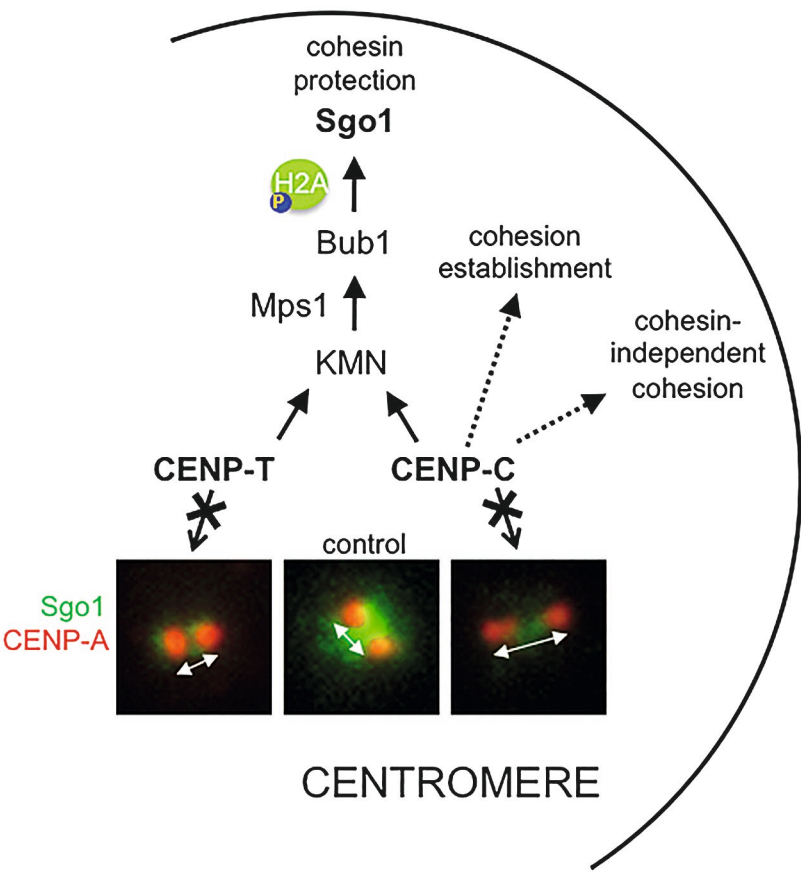 cohesin
protection
Sgo1
H2A
P
Bub1
cohesion
establishment
Mps1
cohesin-
independent
cohesion
KMN
CENP-T
CENP-C
control
Sgo1
CENP-A
CENTROMERE